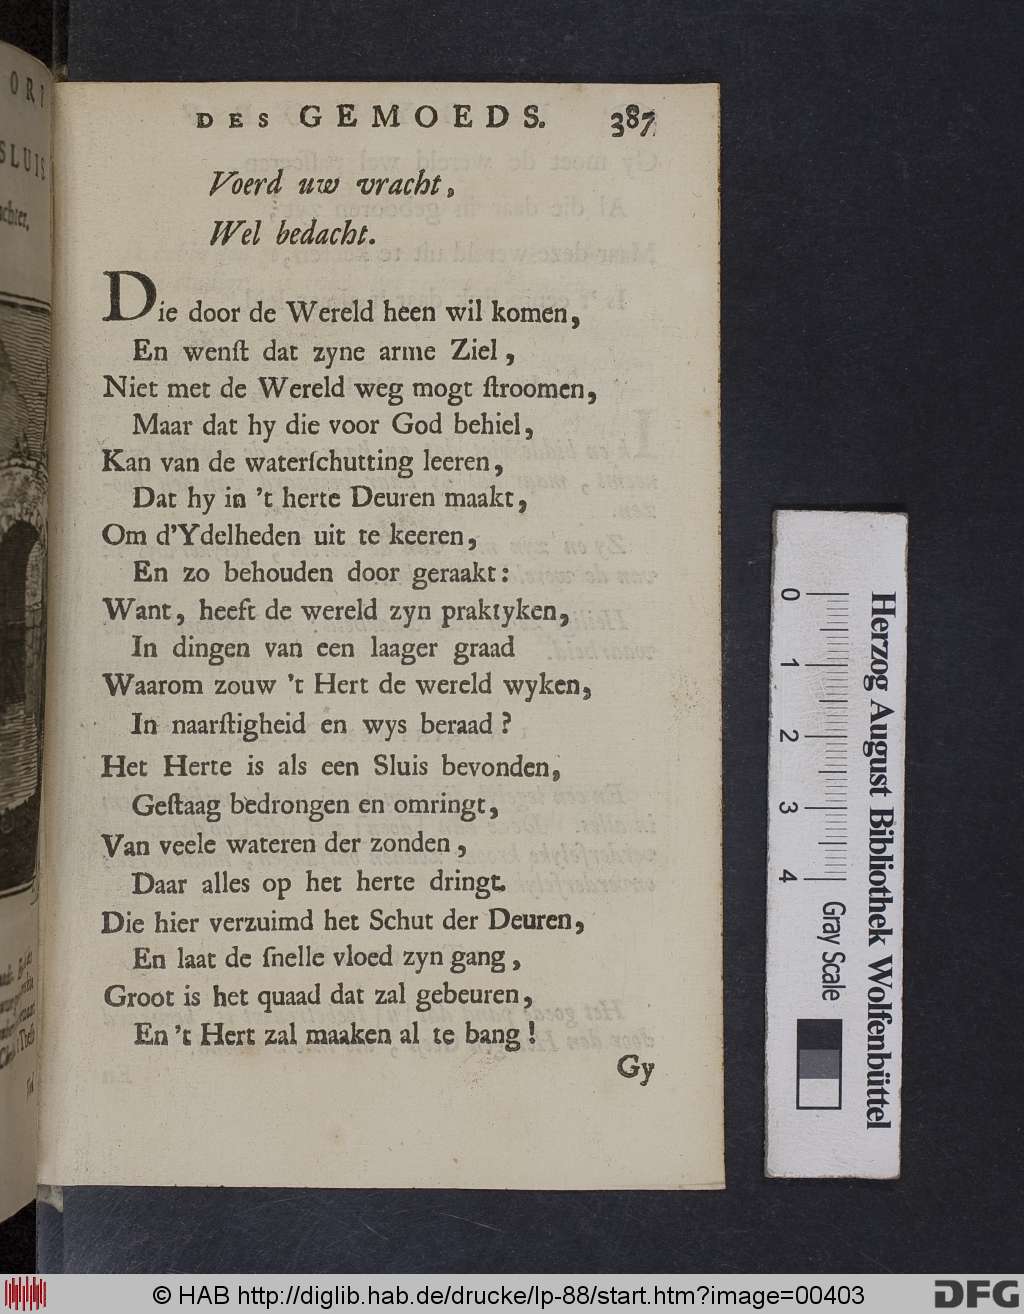 DES GEMOEDS. 387
Voerd uw vracht,
Wel bedacht.
Die door de Wereld heen wil komen,
En wenſt dat zyne arme Ziel,
Niet met de Wereld weg mogt ſtroomen,
Maar dat hy die voor God behiel,
Kan van de waterſchutting leeren,
Dat hy in 't herte Deuren maakt,
Om d'Ydelheden uit te keeren,
En zo behouden door geraakt:
Want, heeft de wereld zyn praktyken,
In dingen van een laager graad
Waarom zouw 't Hert de wereld wyken,
In naarſtigheid en wys beraad?
Het Herte is als een Sluis bevonden,
Geſtaag bedrongen en omringt,
Van veele wateren der zonden,
Daar alles op het herte dringt.
Die hier verzuimd het Schut der Deuren,
En laat de ſnelle vloed zyn gang,
Groot is het quaad dat zal gebeuren,
En 't Hert zal maaken al te bang!
Gy
0 1 2 3 4
Gray Scale
Herzog August Bibliothek Wolfenbüttel
© HAB http://diglib.hab.de/drucke/lp-88/start.htm?image=00403
DFG